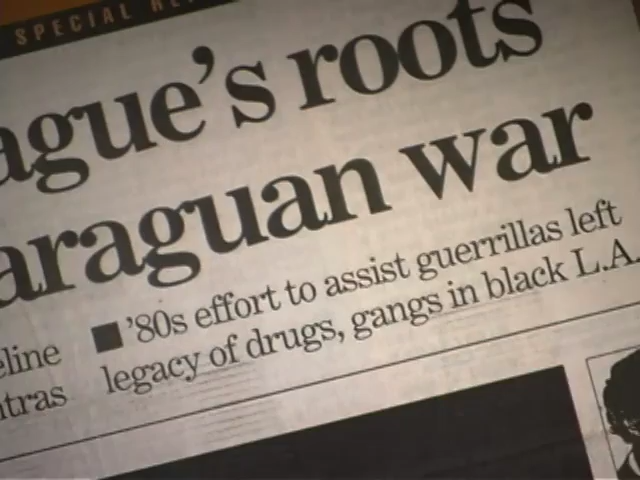 SPECIAL RE
ague's roots
araguan war
eline
ntras
■ '80s effort to assist guerrillas left
legacy of drugs, gangs in black L.A.